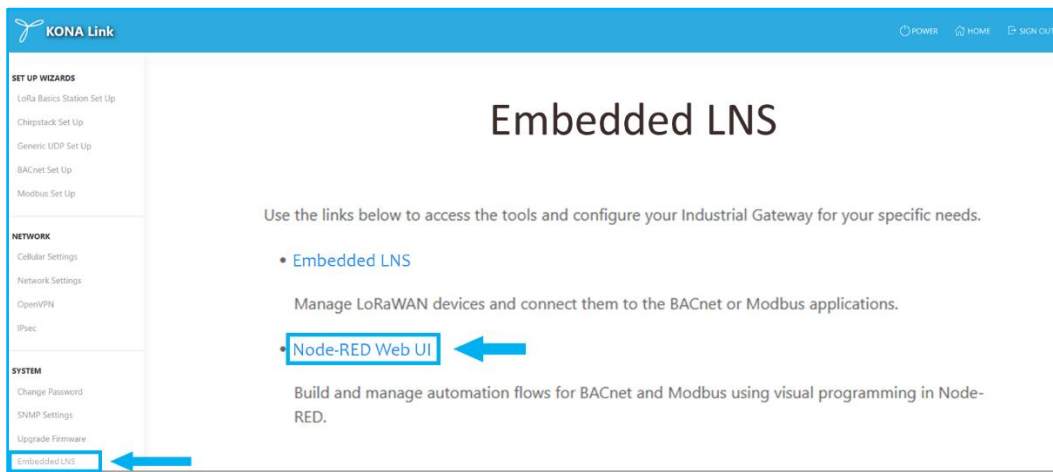 KONA Link
POWER HOME SIGN OUT
SET UP WIZARDS
LoRa Basics Station Set Up
Chirpstack Set Up
Generic UDP Set Up
BACnet Set Up
Modbus Set Up
NETWORK
Cellular Settings
Network Settings
OpenVPN
IPsec
SYSTEM
Change Password
SNMP Settings
Upgrade Firmware
Embedded LNS
Embedded LNS
Use the links below to access the tools and configure your Industrial Gateway for your specific needs.
• Embedded LNS
Manage LoRaWAN devices and connect them to the BACnet or Modbus applications.
• Node-RED Web UI
Build and manage automation flows for BACnet and Modbus using visual programming in Node-
RED.